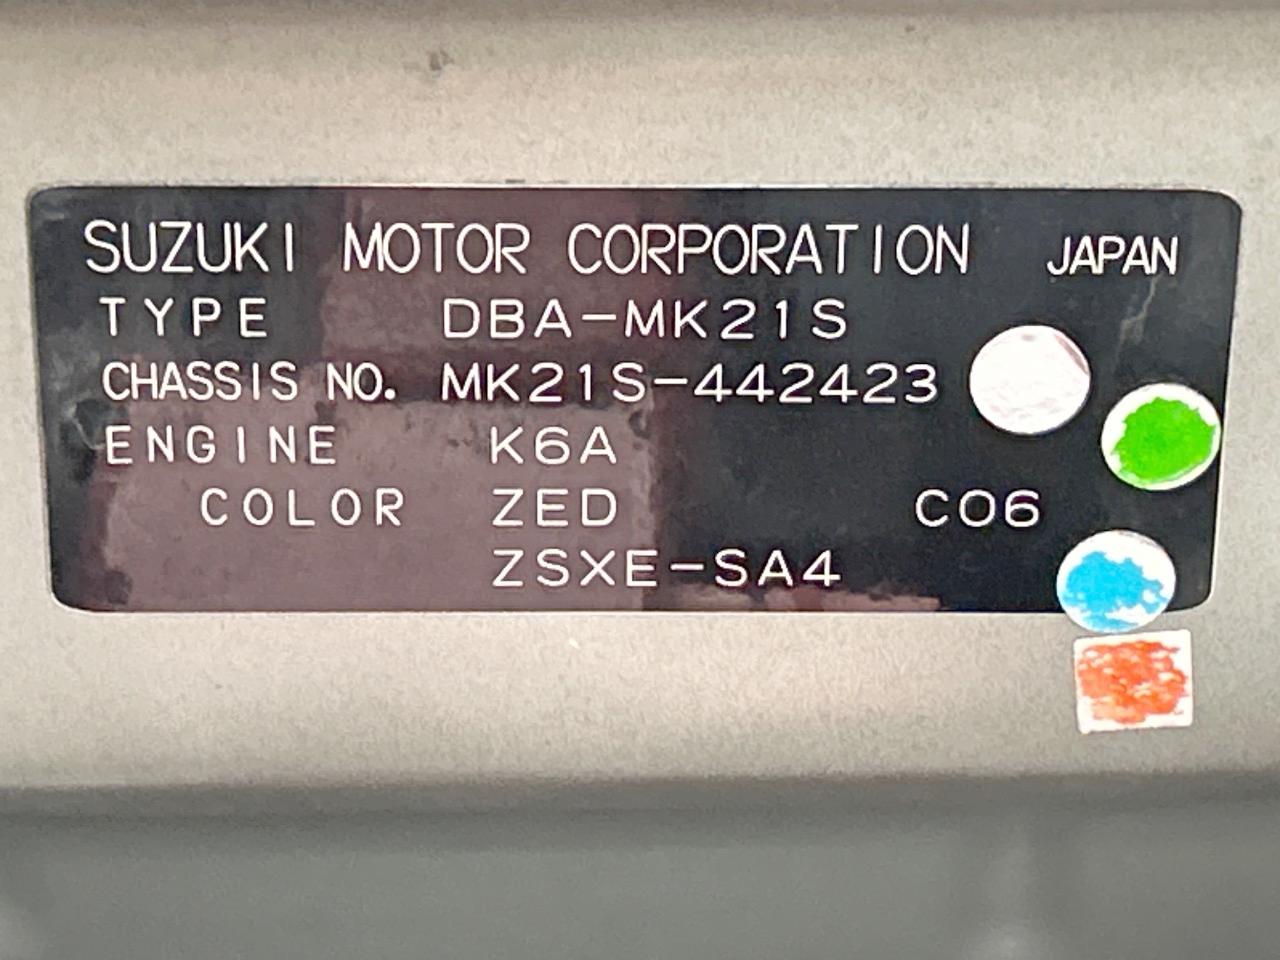 SUZUKI MOTOR CORPORATION JAPAN
TYPE DBA-MK21S
CHASSIS NO. MK21S-442423
ENGINE K6A
COLOR ZED C06
ZSXE-SA4